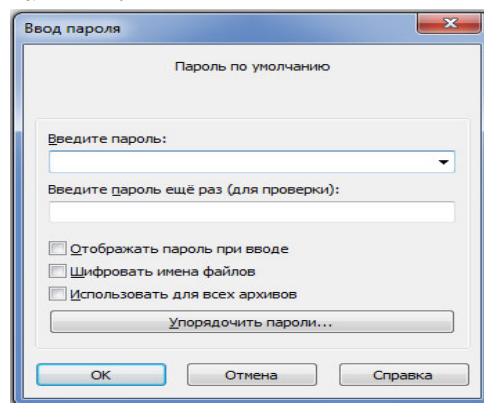 Ввод пароля
Пароль по умолчанию
Введите пароль:
Введите пароль ещё раз (для проверки):
Отображать пароль при вводе
Шифровать имена файлов
Использовать для всех архивов
Упорядочить пароли...
ОК
Отмена
Справка